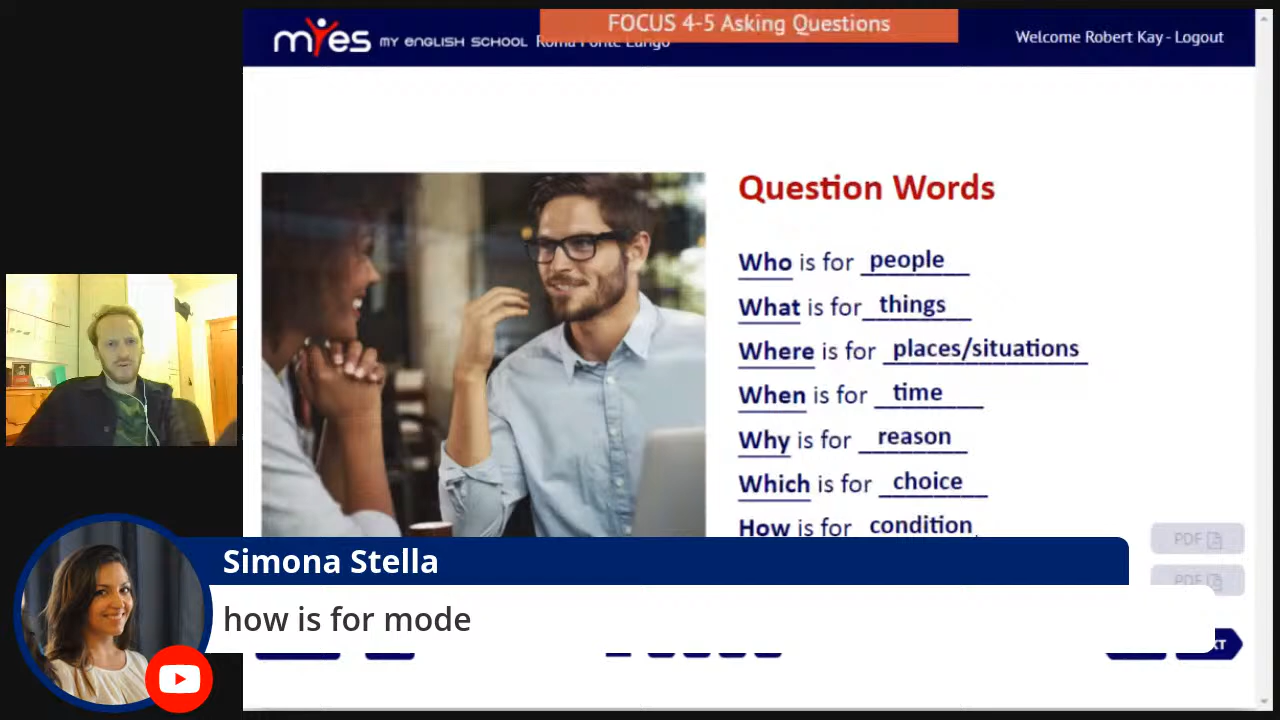 FOCUS 4-5 Asking Questions
myes MY ENGLISH SCHOOL Roma Ponte Lungo
Welcome Robert Kay - Logout
Question Words
Who is for people
What is for things
Where is for places/situations
When is for time
Why is for reason
Which is for choice
How is for condition
PDF
PDF
Simona Stella
how is for mode